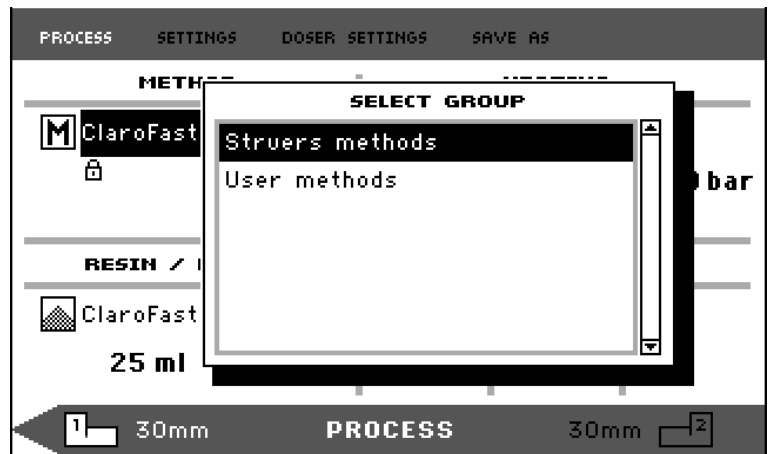 PROCESS SETTINGS DOSER SETTINGS SAVE AS
SELECT GROUP
M ClaroFast
Struers methods
User methods
bar
RESIN /
ClaroFast
25 ml
1 30mm PROCESS 30mm 2